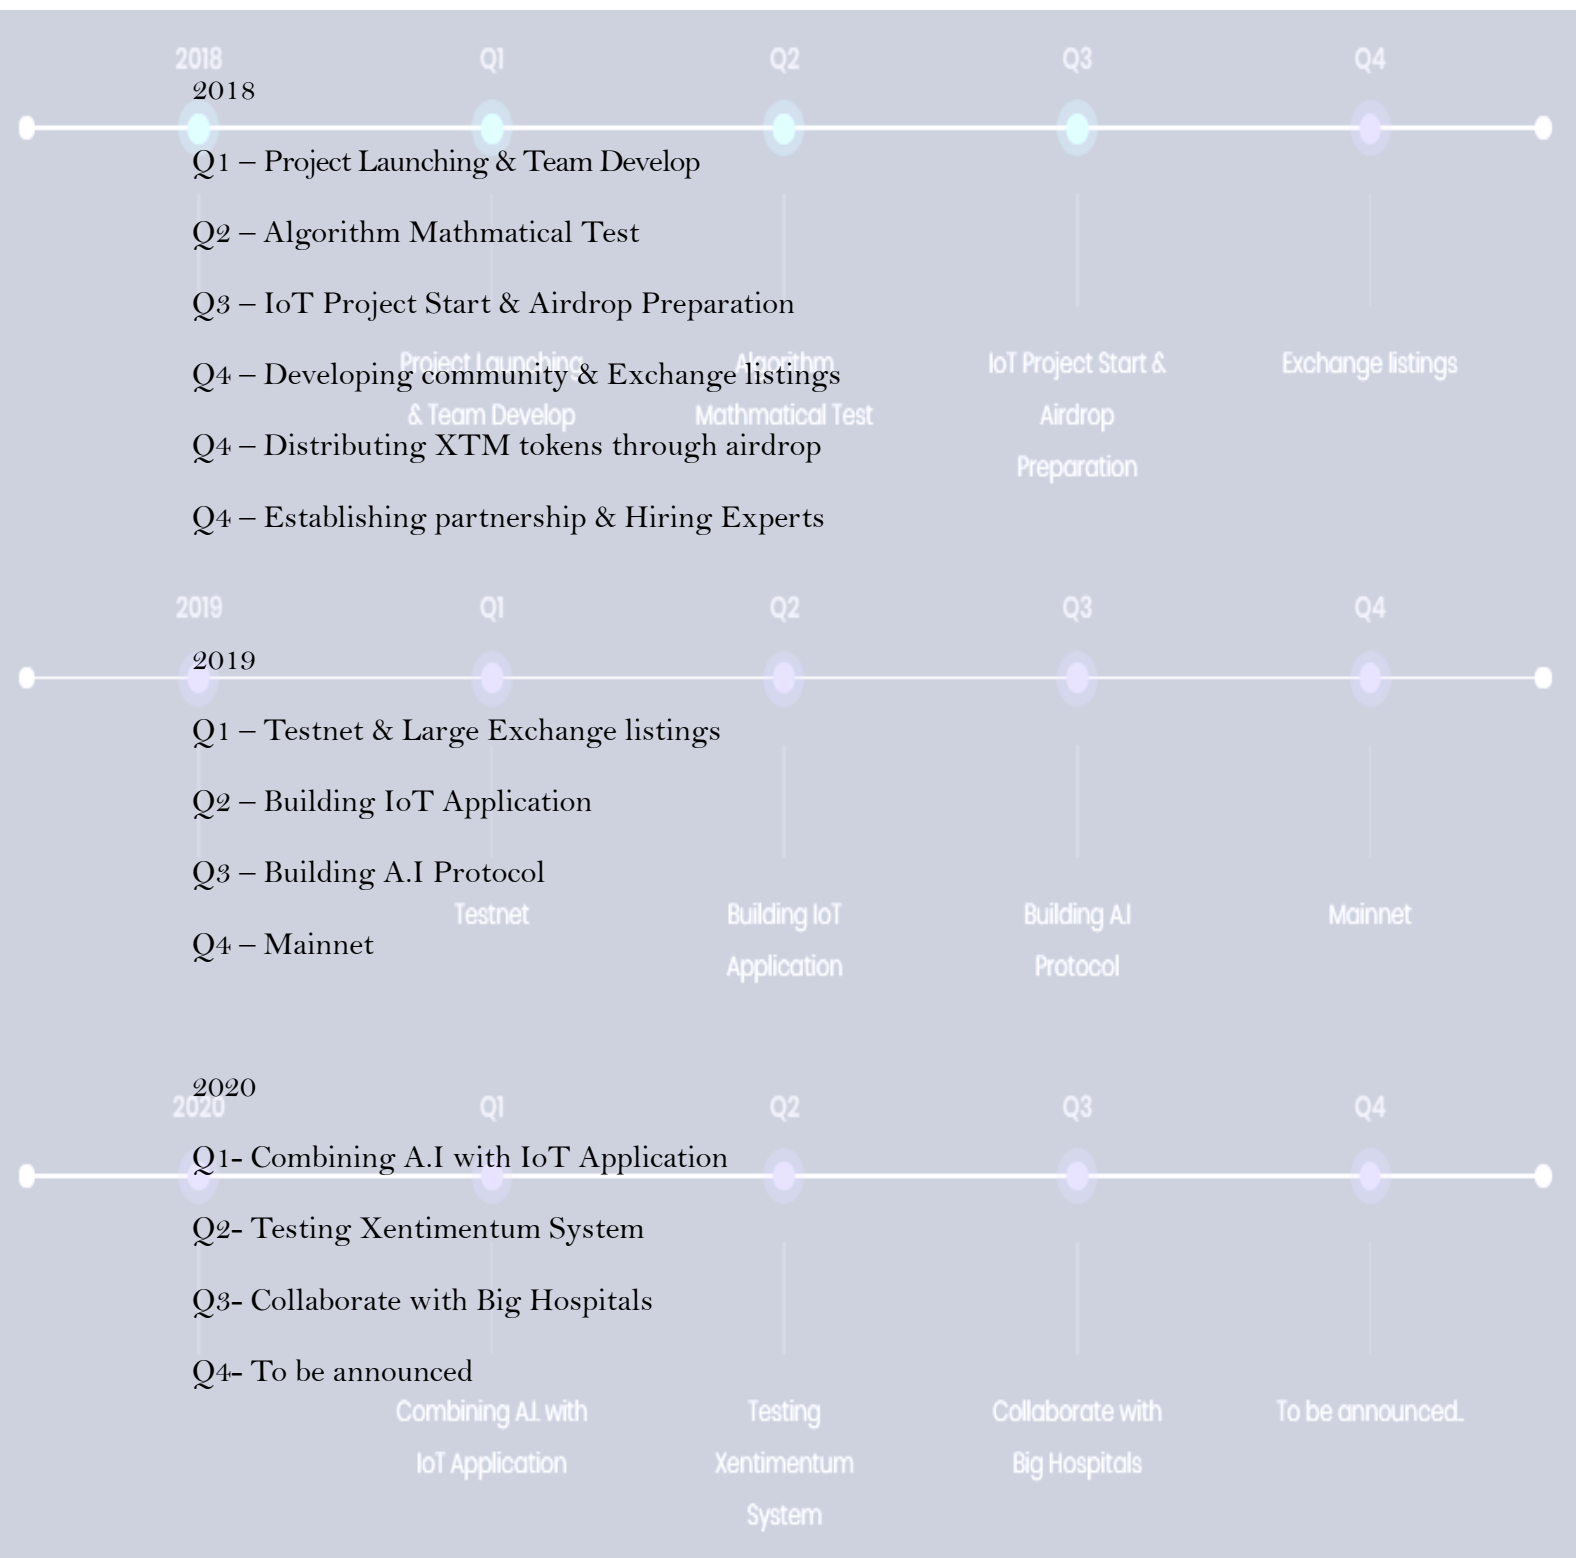 2018 Q1 Q2 Q3 Q4
2018
Q1 – Project Launching & Team Develop
Q2 – Algorithm Mathmatical Test
Q3 – IoT Project Start & Airdrop Preparation
Project Launching Algorithm IoT Project Start & Exchange listings
Q4 – Developing community & Exchange listings
& Team Develop Mathmatical Test Airdrop
Q4 – Distributing XTM tokens through airdrop
Preparation
Q4 – Establishing partnership & Hiring Experts
2019 Q1 Q2 Q3 Q4
2019
Q1 – Testnet & Large Exchange listings
Q2 – Building IoT Application
Q3 – Building A.I Protocol
Testnet Building IoT Building A.I Mainnet
Q4 – Mainnet
Application Protocol
2020
2020 Q1 Q2 Q3 Q4
Q1- Combining A.I with IoT Application
Q2- Testing Xentimentum System
Q3- Collaborate with Big Hospitals
Q4- To be announced
Combining A.I. with Testing Collaborate with To be announced..
IoT Application Xentimentum Big Hospitals
System